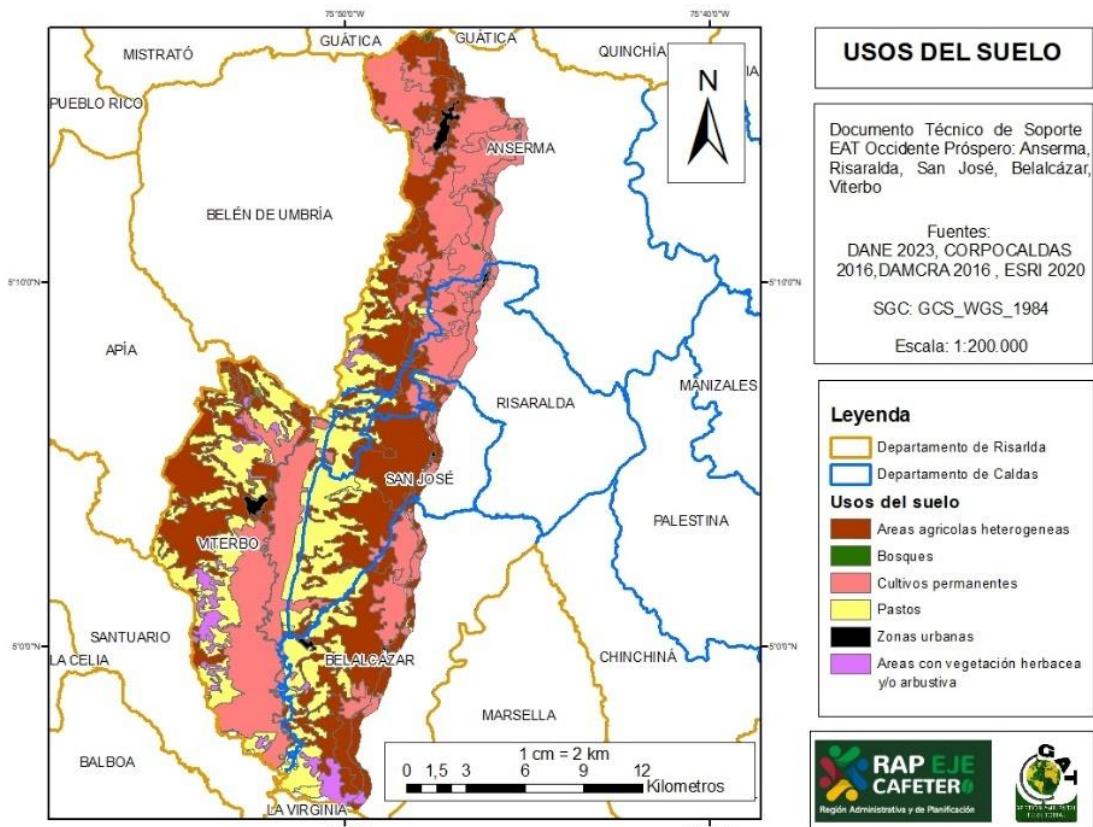 75°50'0"W
75°40'0"W
MISTRATÓ
GUÁTICA
GUÁTICA
QUINCHÍA
PUEBLO RICO
N
ANSERMA
BELÉN DE UMBRÍA
5°10'0"N
5°10'0"N
APÍA
MANIZALES
RISARALDA
SAN JOSÉ
PALESTINA
VITERBO
SANTUARIO
5°0'0"N
5°0'0"N
LA CELIA
BELALCÁZAR
CHINCHINÁ
MARSELLA
BALBOA
1 cm = 2 km
0 1,5 3 6 9 12
Kilometros
LA VIRGINIA
USOS DEL SUELO
Documento Técnico de Soporte
EAT Occidente Próspero: Anserma,
Risaralda, San José, Belalcázar,
Viterbo
Fuentes:
DANE 2023, CORPOCALDAS
2016,DAMCRA 2016 , ESRI 2020
SGC: GCS_WGS_1984
Escala: 1:200.000
Leyenda
Departamento de Risarlda
Departamento de Caldas
Usos del suelo
Areas agricolas heterogeneas
Bosques
Cultivos permanentes
Pastos
Zonas urbanas
Areas con vegetación herbacea
y/o arbustiva
RAP EJE
CAFETERO
Región Administrativa y de Planificación
GAT